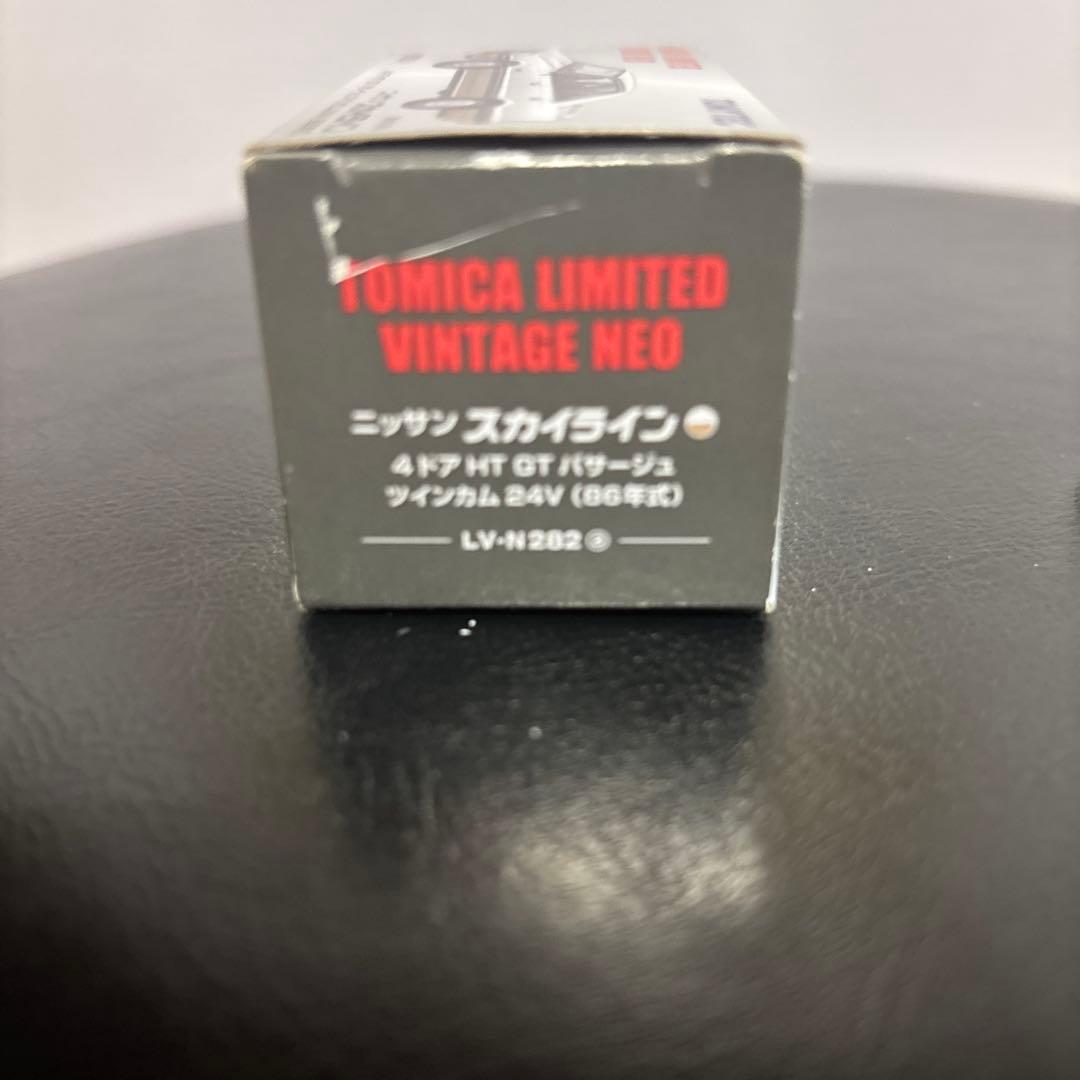 TOMICA LIMITED
VINTAGE NEO
ニッサン スカイライン
4ドア HT GT パサージュ
ツインカム 24V (86年式)
LV-N282ⓐ